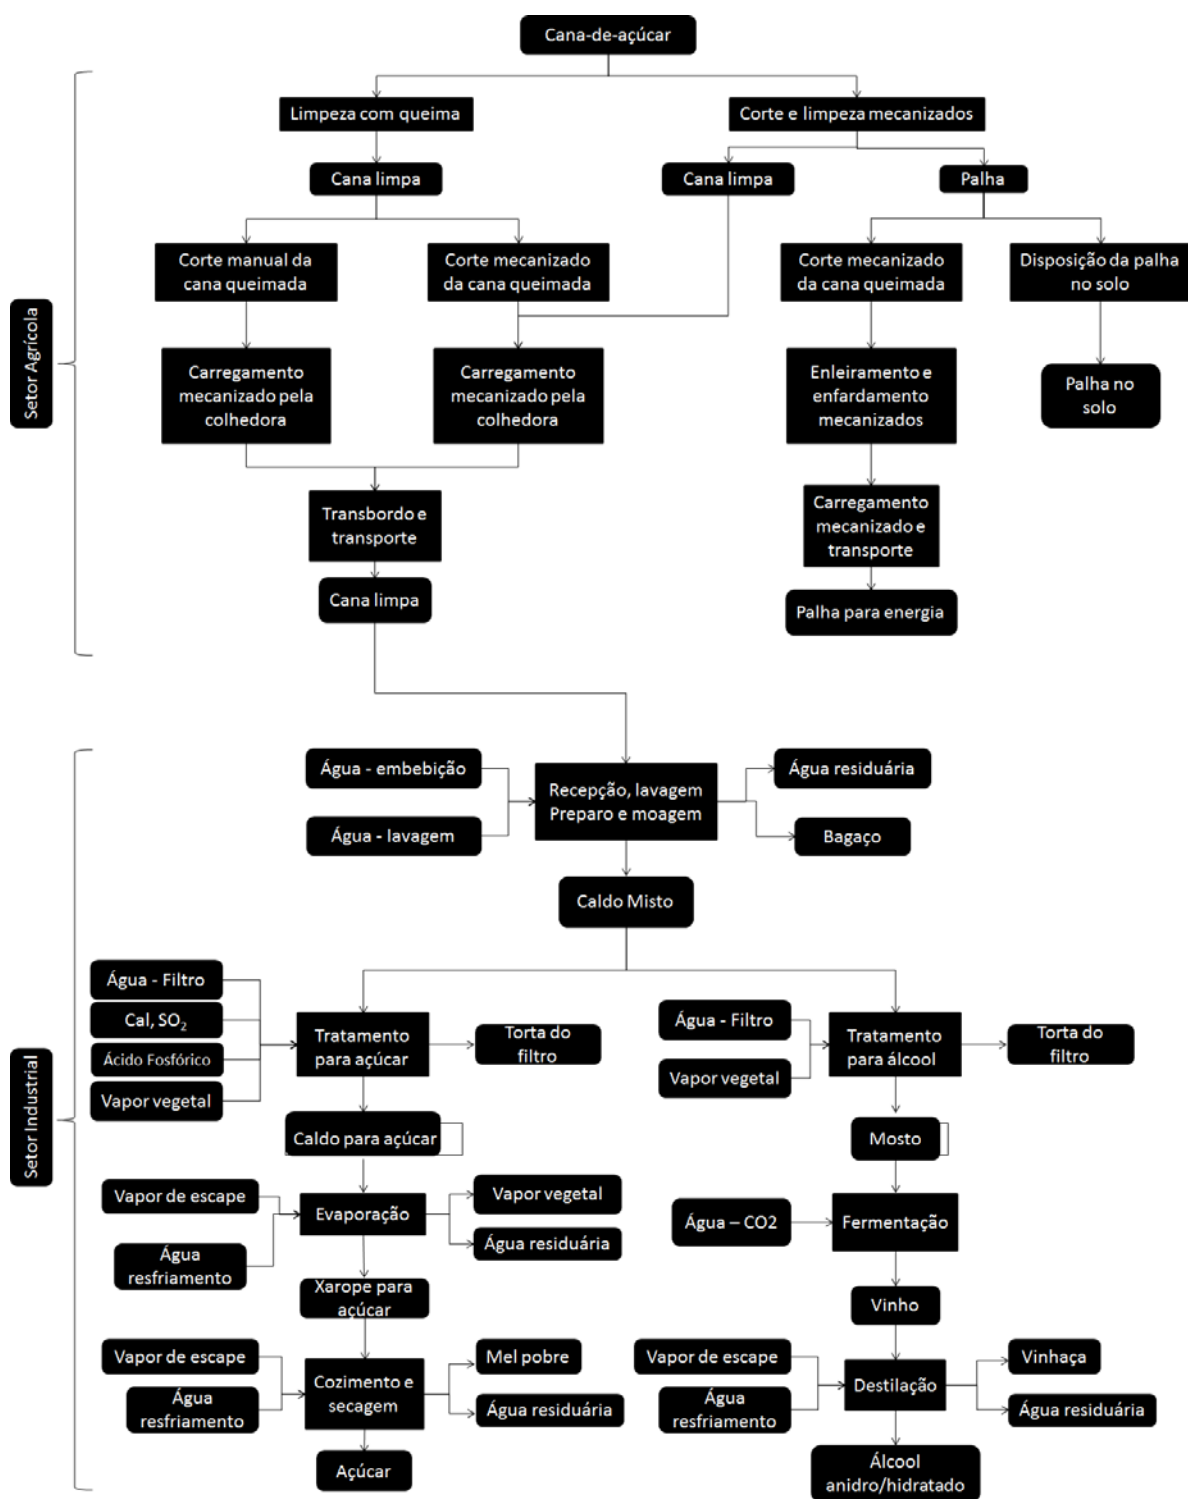 Cana-de-açúcar
Limpeza com queima
Corte e limpeza mecanizados
Cana limpa
Cana limpa
Palha
Corte manual da
cana queimada
Corte mecanizado
da cana queimada
Corte mecanizado
da cana queimada
Disposição da palha
no solo
Setor Agrícola
Carregamento
mecanizado pela
colhedora
Carregamento
mecanizado pela
colhedora
Enleiramento e
enfardamento
mecanizados
Palha no
solo
Transbordo e
transporte
Carregamento
mecanizado e
transporte
Cana limpa
Palha para energia
Água - embebição
Água - lavagem
Recepção, lavagem
Preparo e moagem
Água residuária
Bagaço
Caldo Misto
Setor Industrial
Água - Filtro
Cal, SO₂
Ácido Fosfórico
Vapor vegetal
Tratamento
para açúcar
Torta do
filtro
Água - Filtro
Vapor vegetal
Tratamento
para álcool
Torta do
filtro
Caldo para açúcar
Mosto
Vapor de escape
Água
resfriamento
Evaporação
Vapor vegetal
Água residuária
Água – CO2
Fermentação
Xarope para
açúcar
Vinho
Vapor de escape
Água
resfriamento
Cozimento e
secagem
Mel pobre
Água residuária
Vapor de escape
Água
resfriamento
Destilação
Vinhaça
Água residuária
Açúcar
Álcool
anidro/hidratado